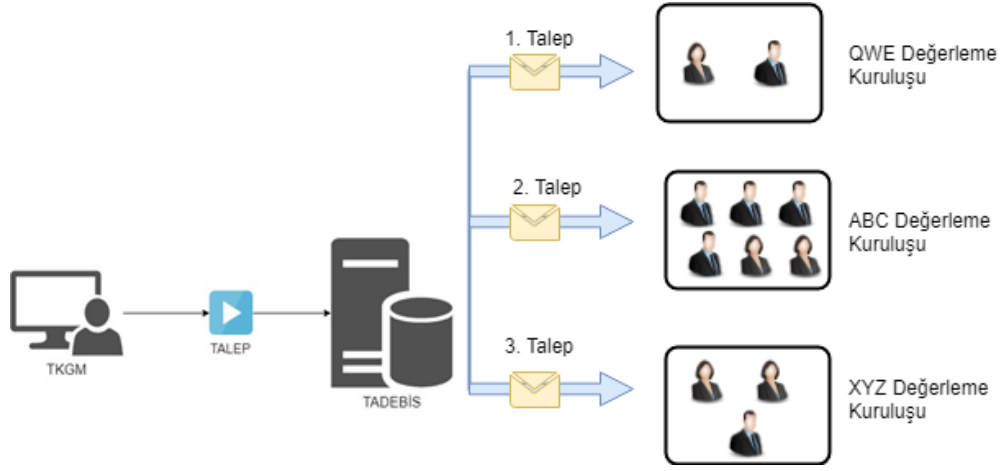 TKGM
TALEP
TADEBİS
1. Talep
QWE Değerleme
Kuruluşu
2. Talep
ABC Değerleme
Kuruluşu
3. Talep
XYZ Değerleme
Kuruluşu